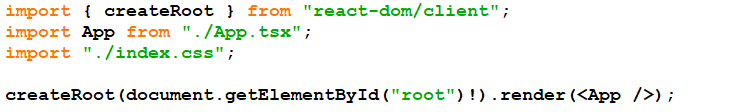 import { createRoot } from "react-dom/client";
import App from "./App.tsx";
import "./index.css";

createRoot(document.getElementById("root")!).render(<App />);